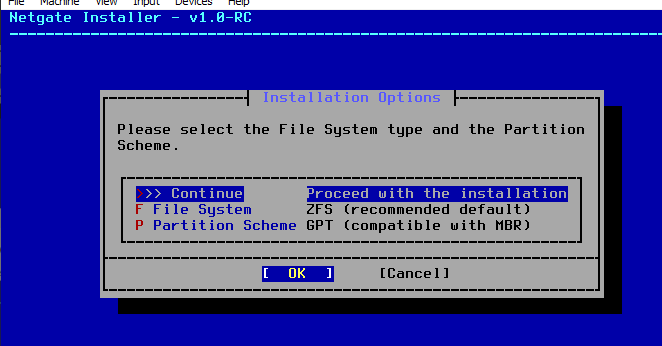 File Machine View Input Devices Help
Netgate Installer - v1.0-RC
Installation Options
Please select the File System type and the Partition
Scheme.
>>> Continue Proceed with the installation
F File System ZFS (recommended default)
P Partition Scheme GPT (compatible with MBR)
[ OK ] [Cancel]